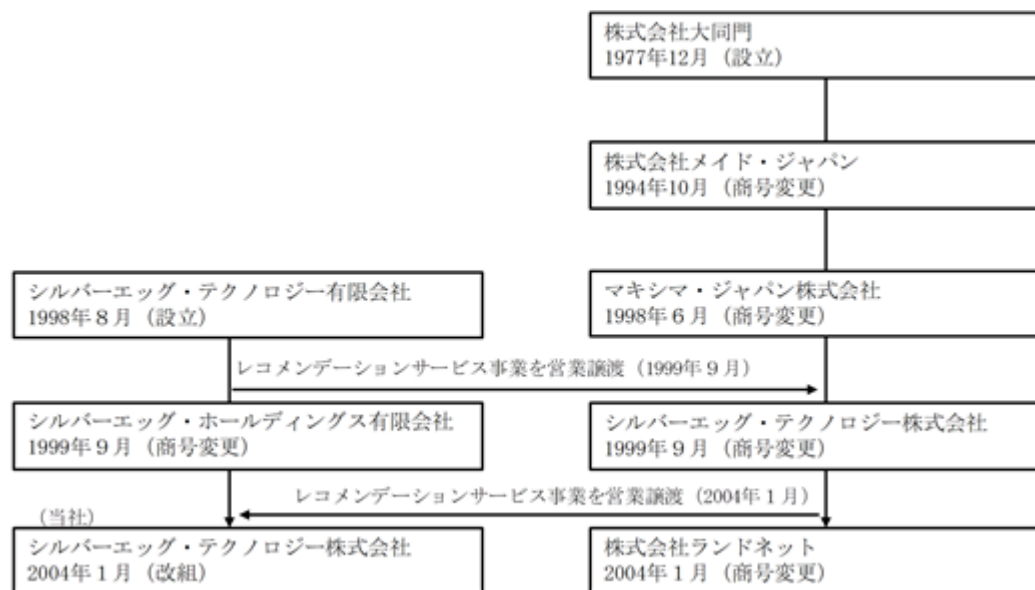 株式会社大同門
1977年12月（設立）
株式会社メイド・ジャパン
1994年10月（商号変更）
シルバーエッグ・テクノロジー有限会社
1998年８月（設立）
マキシマ・ジャパン株式会社
1998年６月（商号変更）
レコメンデーションサービス事業を営業譲渡（1999年９月）
シルバーエッグ・ホールディングス有限会社
1999年９月（商号変更）
シルバーエッグ・テクノロジー株式会社
1999年９月（商号変更）
レコメンデーションサービス事業を営業譲渡（2004年１月）
（当社）
シルバーエッグ・テクノロジー株式会社
2004年１月（改組）
株式会社ランドネット
2004年１月（商号変更）